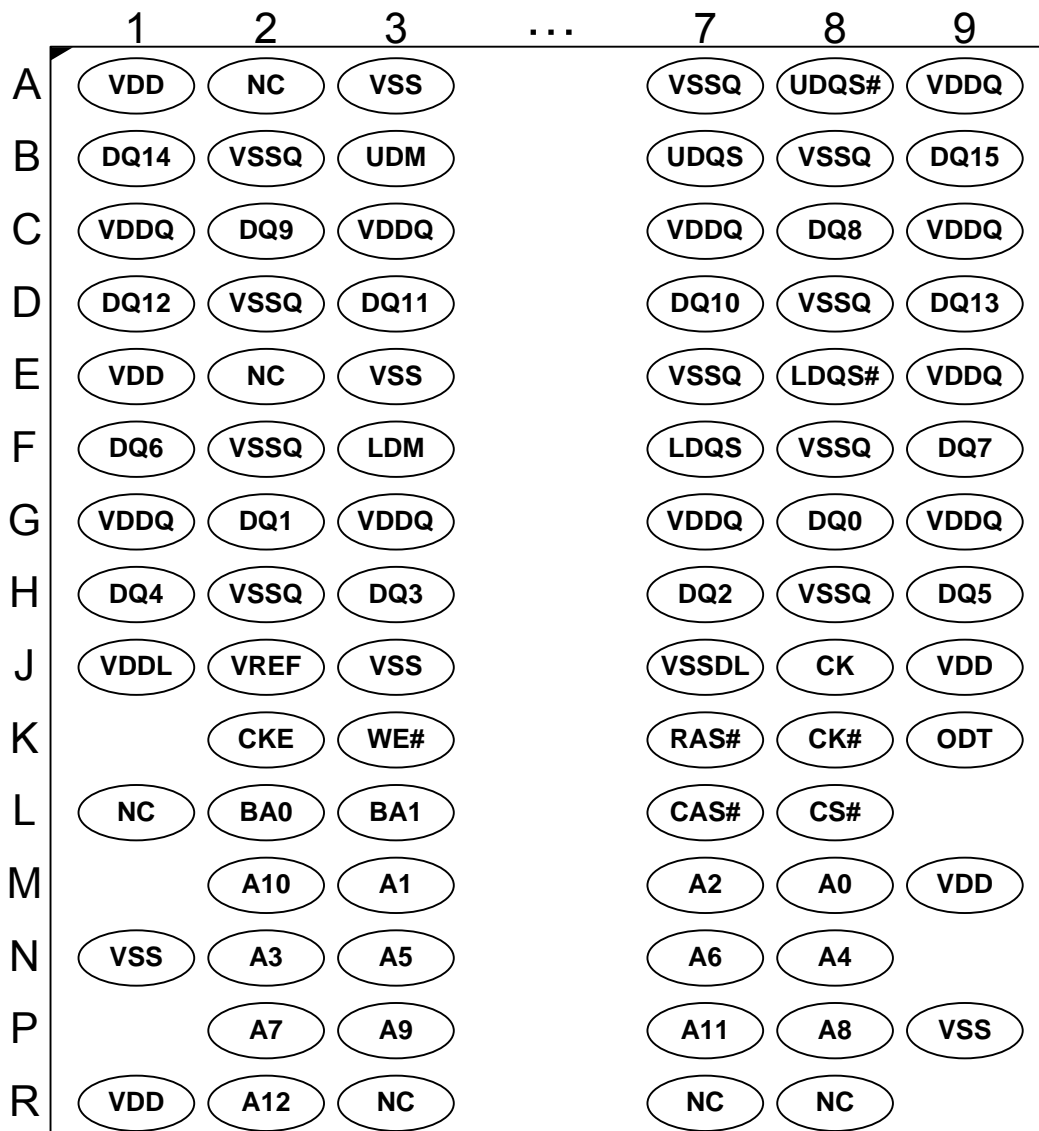 1 2 3 ... 7 8 9
A VDD NC VSS VSSQ UDQS# VDDQ
B DQ14 VSSQ UDM UDQS VSSQ DQ15
C VDDQ DQ9 VDDQ VDDQ DQ8 VDDQ
D DQ12 VSSQ DQ11 DQ10 VSSQ DQ13
E VDD NC VSS VSSQ LDQS# VDDQ
F DQ6 VSSQ LDM LDQS VSSQ DQ7
G VDDQ DQ1 VDDQ VDDQ DQ0 VDDQ
H DQ4 VSSQ DQ3 DQ2 VSSQ DQ5
J VDDL VREF VSS VSSDL CK VDD
K CKE WE# RAS# CK# ODT
L NC BA0 BA1 CAS# CS#
M A10 A1 A2 A0 VDD
N VSS A3 A5 A6 A4
P A7 A9 A11 A8 VSS
R VDD A12 NC NC NC